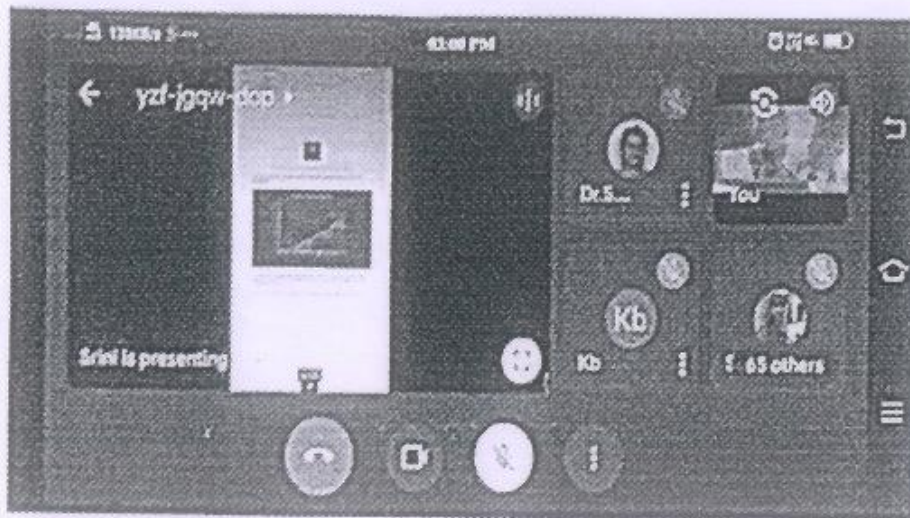 yzf-jgqw-dop
Dr.S...
You
Kb
Kb
65 others
Srini is presenting